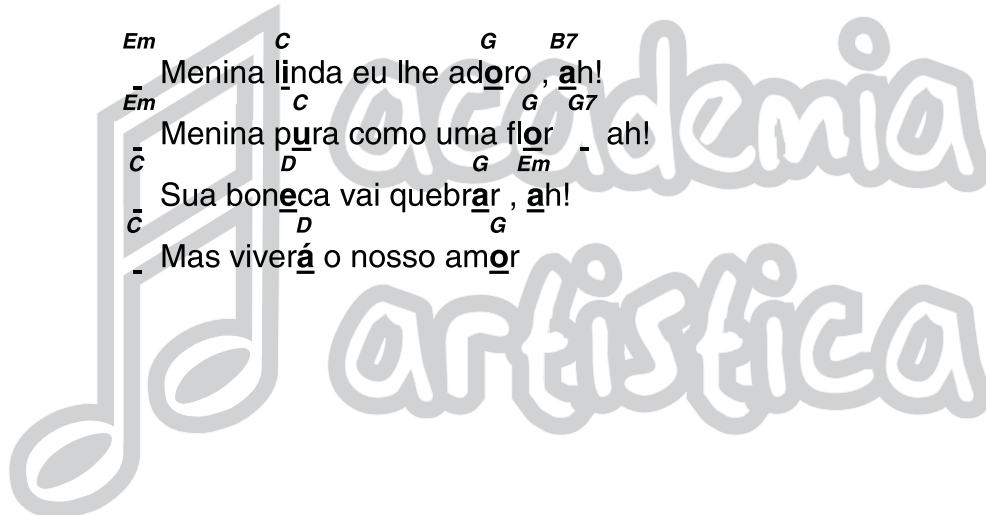 Em C G B7
_ Menina linda eu lhe adoro , ah!
Em C G G7
_ Menina pura como uma flor _ ah!
C D G Em
_ Sua boneca vai quebrar , ah!
C D G
_ Mas viverá o nosso amor
academia
artistica